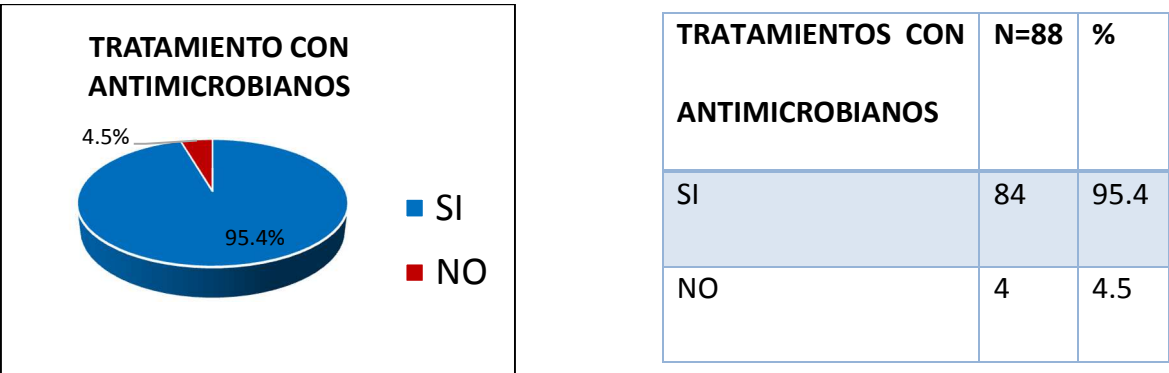 TRATAMIENTO CON
ANTIMICROBIANOS
4.5%
95.4%
SI
NO
TRATAMIENTOS CON N=88 %
ANTIMICROBIANOS
SI 84 95.4
NO 4 4.5